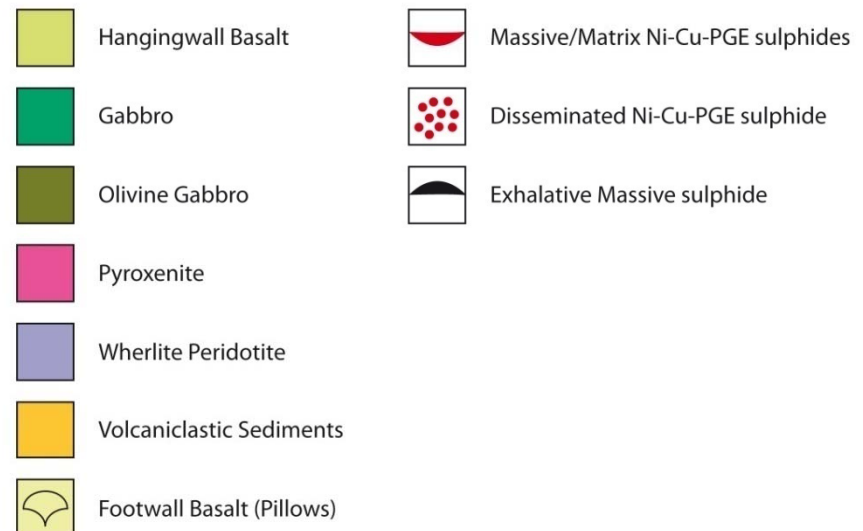 Hangingwall Basalt
Gabbro
Olivine Gabbro
Pyroxenite
Wherlite Peridotite
Volcaniclastic Sediments
Footwall Basalt (Pillows)
Massive/Matrix Ni-Cu-PGE sulphides
Disseminated Ni-Cu-PGE sulphide
Exhalative Massive sulphide